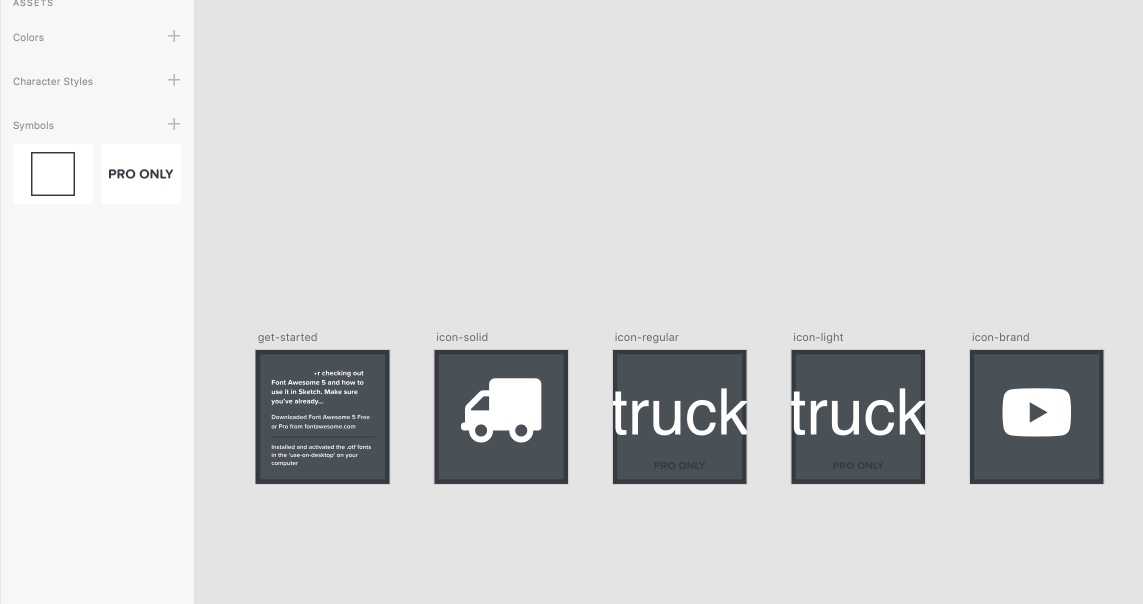 ASSETS
Colors
Character Styles
Symbols
PRO ONLY
get-started
icon-solid
icon-regular
icon-light
icon-brand
checking out
Font Awesome 5 and how to
use it in Sketch. Make sure
you've already...
Downloaded Font Awesome 5 Free
or Pro from fontawesome.com
Installed and activated the .otf fonts
in the 'use-on-desktop' on your
computer
truck
PRO ONLY
truck
PRO ONLY